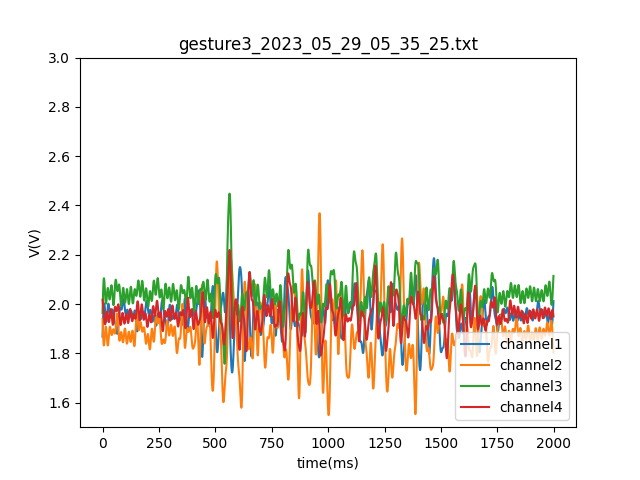 gesture3_2023_05_29_05_35_25.txt
3.0
2.8
2.6
2.4
2.2
2.0
1.8
1.6
V(V)
channel1
channel2
channel3
channel4
0 250 500 750 1000 1250 1500 1750 2000
time(ms)